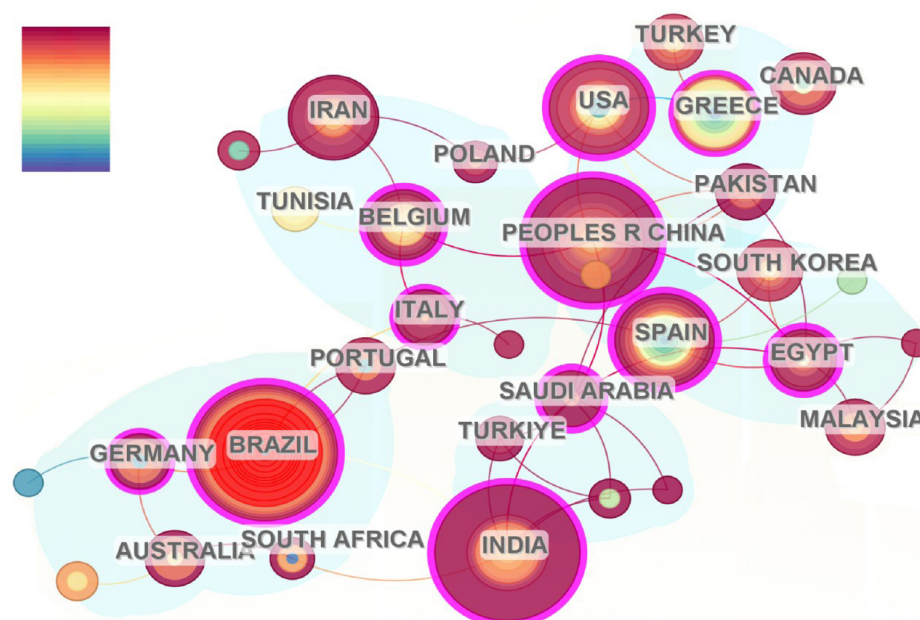 TURKEY
CANADA
USA
GREECE
IRAN
POLAND
PAKISTAN
TUNISIA
BELGIUM
PEOPLES R CHINA
SOUTH KOREA
ITALY
SPAIN
PORTUGAL
EGYPT
SAUDI ARABIA
MALAYSIA
TURKIYE
BRAZIL
GERMANY
SOUTH AFRICA
INDIA
AUSTRALIA